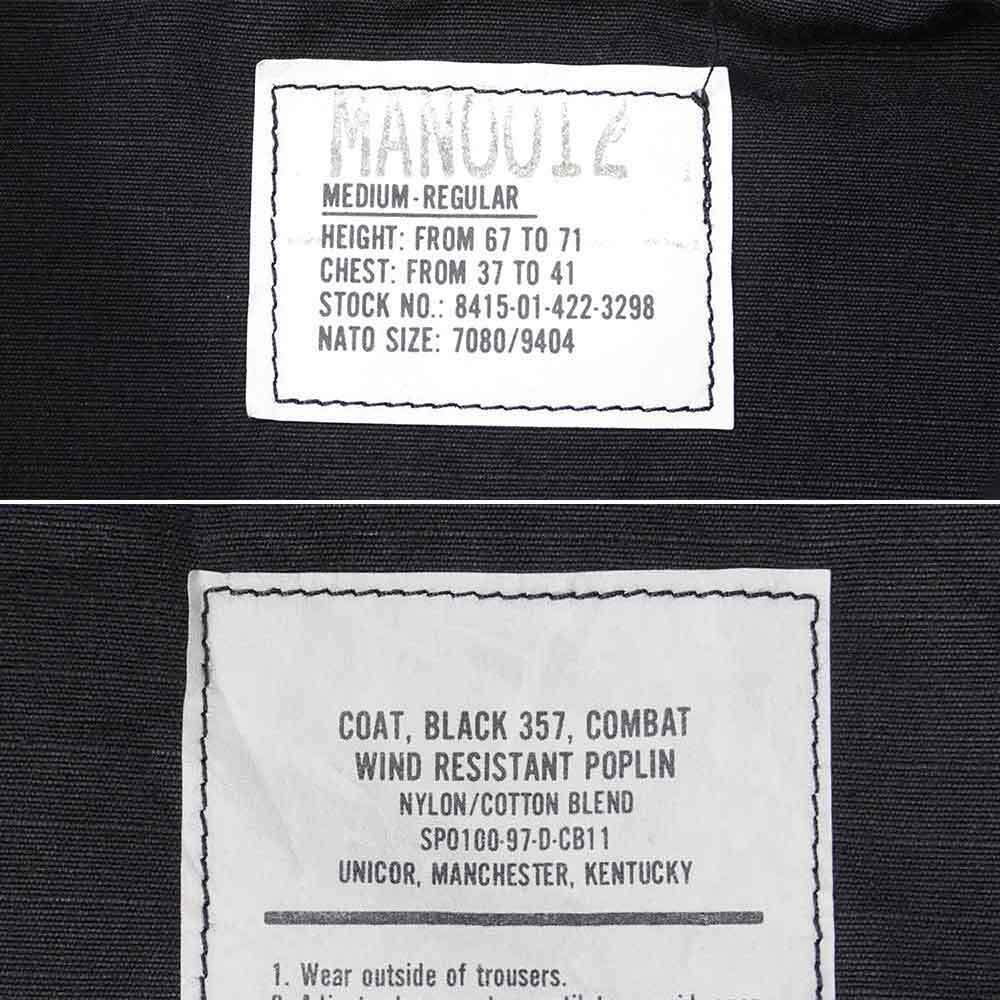 MAN0012
MEDIUM-REGULAR
HEIGHT: FROM 67 TO 71
CHEST: FROM 37 TO 41
STOCK NO.: 8415-01-422-3298
NATO SIZE: 7080/9404
COAT, BLACK 357, COMBAT
WIND RESISTANT POPLIN
NYLON/COTTON BLEND
SPO100-97-D-CB11
UNICOR, MANCHESTER, KENTUCKY
1. Wear outside of trousers.